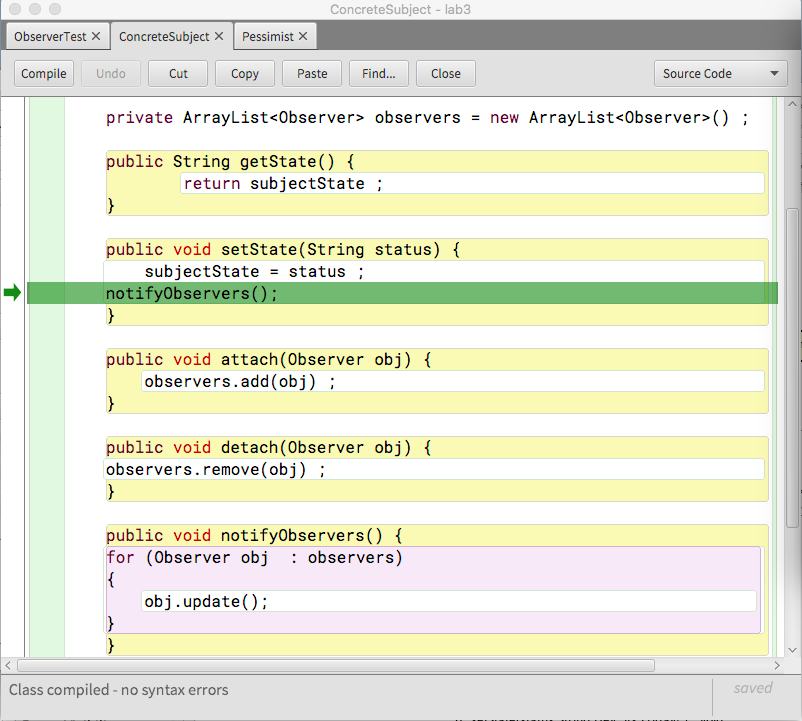 ConcreteSubject - lab3
ObserverTest ✕ ConcreteSubject ✕ Pessimist ✕
Compile Undo Cut Copy Paste Find... Close Source Code
private ArrayList<Observer> observers = new ArrayList<Observer>() ;
public String getState() {
return subjectState ;
}
public void setState(String status) {
subjectState = status ;
notifyObservers();
}
public void attach(Observer obj) {
observers.add(obj) ;
}
public void detach(Observer obj) {
observers.remove(obj) ;
}
public void notifyObservers() {
for (Observer obj  : observers)
{
obj.update();
}
}
Class compiled - no syntax errors
saved